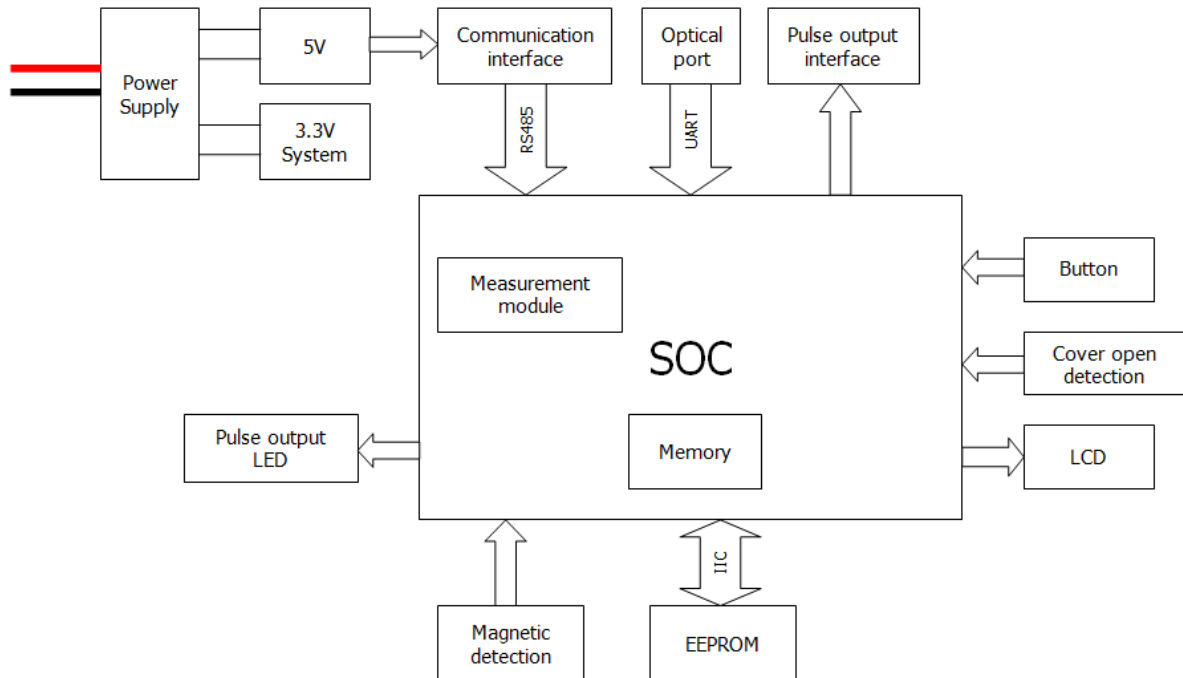 Power
Supply
5V
3.3V
System
Communication
interface
Optical
port
Pulse output
interface
RS485
UART
Measurement
module
SOC
Memory
Button
Cover open
detection
LCD
Pulse output
LED
Magnetic
detection
IIC
EEPROM